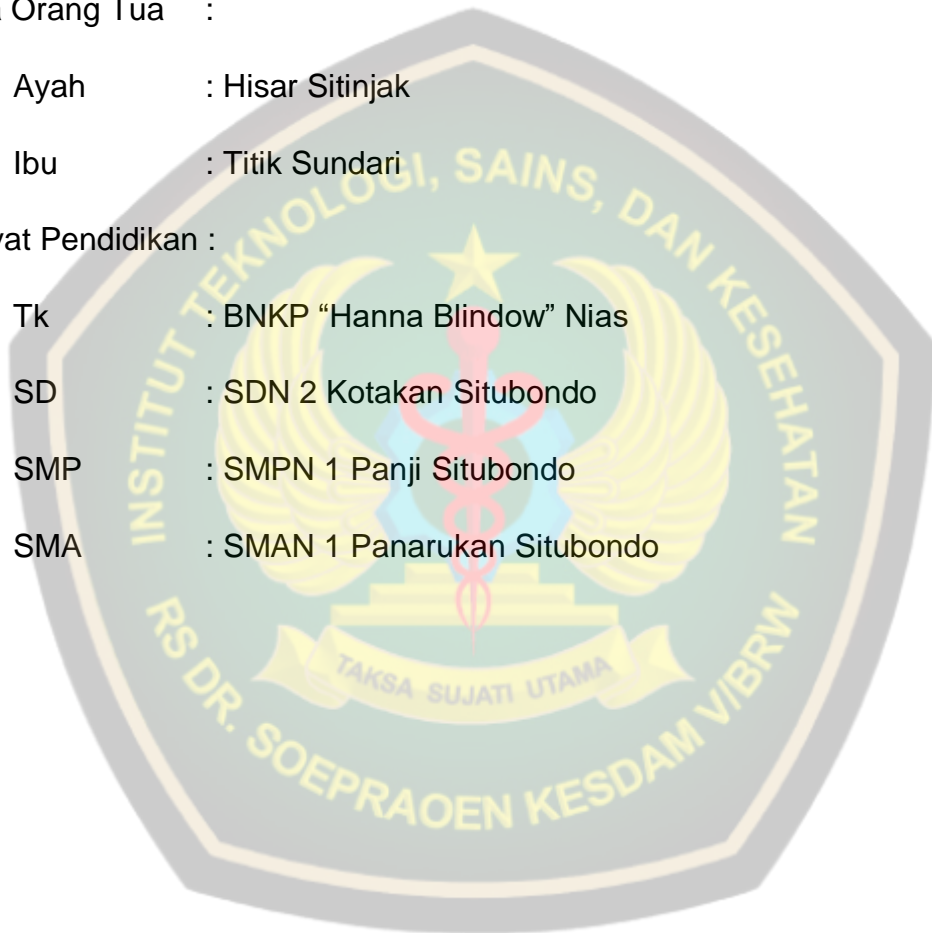 Orang Tua :
Ayah : Hisar Sitinjak
Ibu : Titik Sundari
yat Pendidikan :
Tk : BNKP “Hanna Blindow” Nias
SD : SDN 2 Kotakan Situbondo
SMP : SMPN 1 Panji Situbondo
SMA : SMAN 1 Panarukan Situbondo
INSTITUT TEKNOLOGI, SAINS, DAN KESEHATAN
TAKSA SUJATI UTAMA
RS DR. SOEPRAOEN KESDAM V/BRW